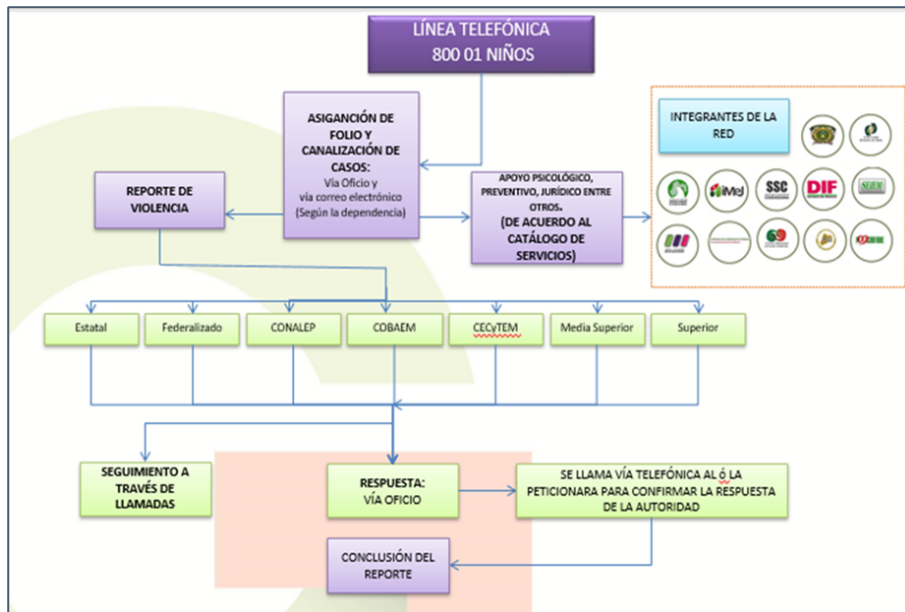 LÍNEA TELEFÓNICA
800 01 NIÑOS
ASIGANCIÓN DE
FOLIO Y
CANALIZACIÓN DE
CASOS:
Vía Oficio y
vía correo electrónico
(Según la dependencia)
REPORTE DE
VIOLENCIA
APOYO PSICOLÓGICO,
PREVENTIVO, JURÍDICO ENTRE
OTROS.
(DE ACUERDO AL
CATÁLOGO DE
SERVICIOS)
INTEGRANTES DE LA
RED
SSC
DIF
Estatal
Federalizado
CONALEP
COBAEM
CECyTEM
Media Superior
Superior
SEGUIMIENTO A
TRAVÉS DE
LLAMADAS
RESPUESTA:
VÍA OFICIO
SE LLAMA VÍA TELEFÓNICA AL ó LA
PETICIONARA PARA CONFIRMAR LA RESPUESTA
DE LA AUTORIDAD
CONCLUSIÓN DEL
REPORTE